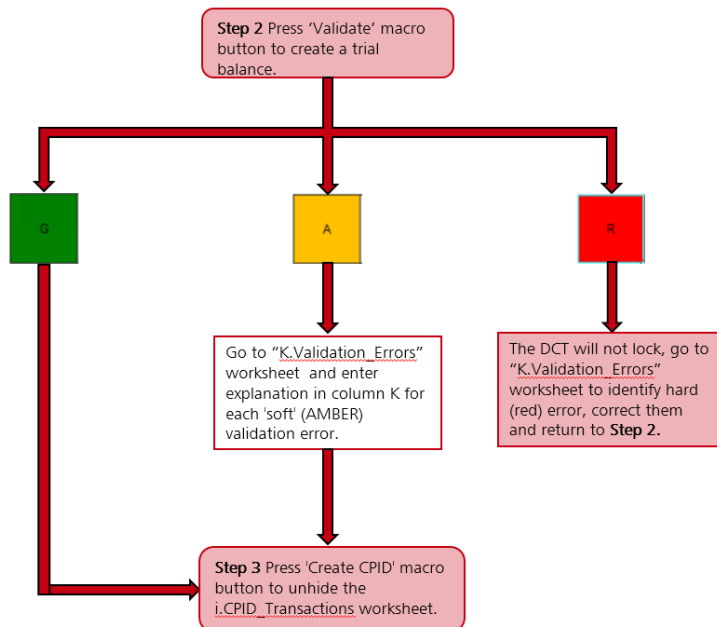 Step 2 Press ‘Validate’ macro
button to create a trial
balance.
G
A
R
Go to “K.Validation_Errors”
worksheet and enter
explanation in column K for
each 'soft' (AMBER)
validation error.
The DCT will not lock, go to
“K.Validation_Errors”
worksheet to identify hard
(red) error, correct them
and return to Step 2.
Step 3 Press 'Create CPID' macro
button to unhide the
i.CPID_Transactions worksheet.